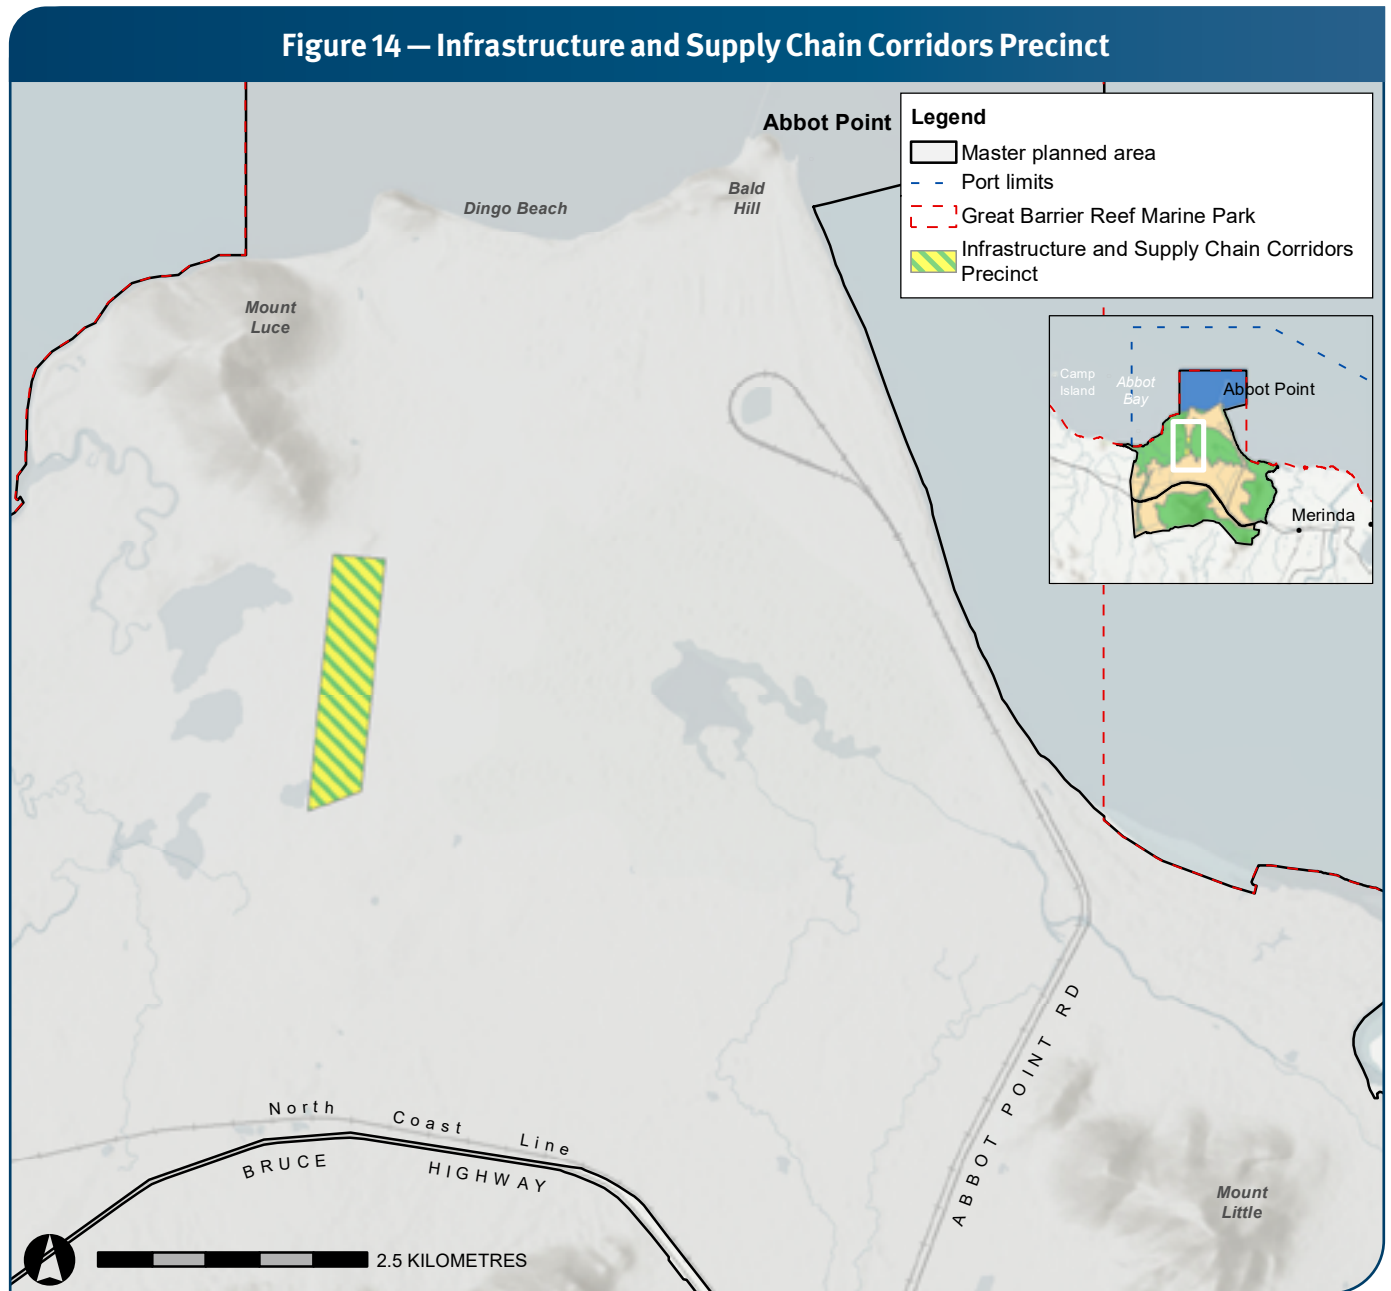 Figure 14 — Infrastructure and Supply Chain Corridors Precinct
Abbot Point
Legend
Master planned area
Port limits
Great Barrier Reef Marine Park
Infrastructure and Supply Chain Corridors
Precinct
Bald
Hill
Dingo Beach
Mount
Luce
Camp
Island
Abbot
Bay
Abbot Point
Merinda
ABBOT POINT RD
North Coast Line
BRUCE HIGHWAY
Mount
Little
2.5 KILOMETRES